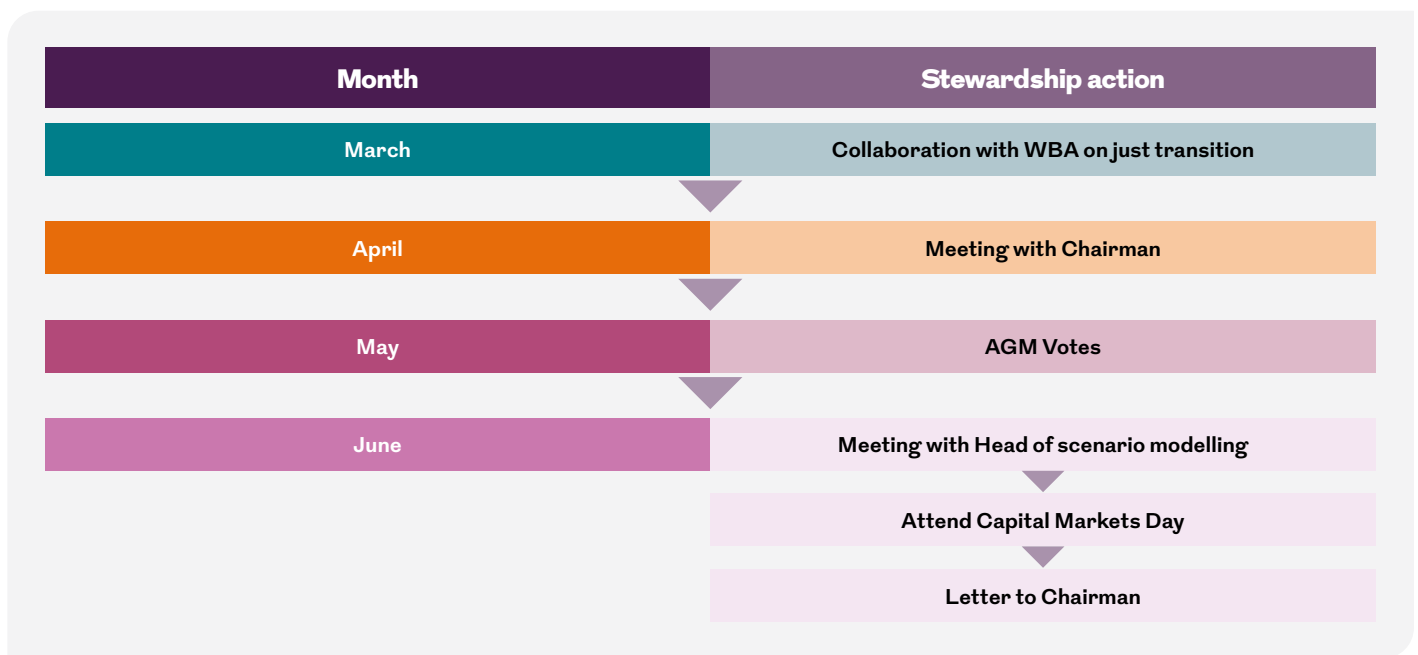 Month
Stewardship action
March
Collaboration with WBA on just transition
April
Meeting with Chairman
May
AGM Votes
June
Meeting with Head of scenario modelling
Attend Capital Markets Day
Letter to Chairman